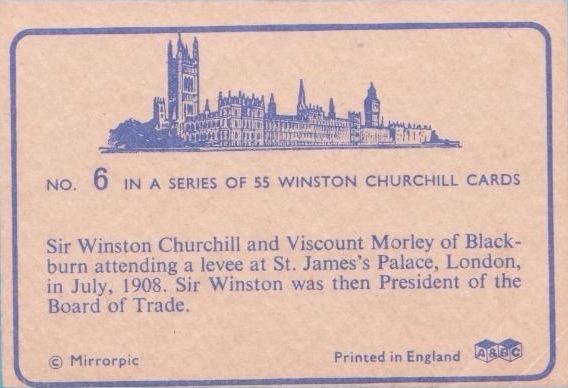 NO. 6 IN A SERIES OF 55 WINSTON CHURCHILL CARDS
Sir Winston Churchill and Viscount Morley of Black-
burn attending a levee at St. James's Palace, London,
in July, 1908. Sir Winston was then President of the
Board of Trade.
© Mirrorpic
Printed in England A&BC